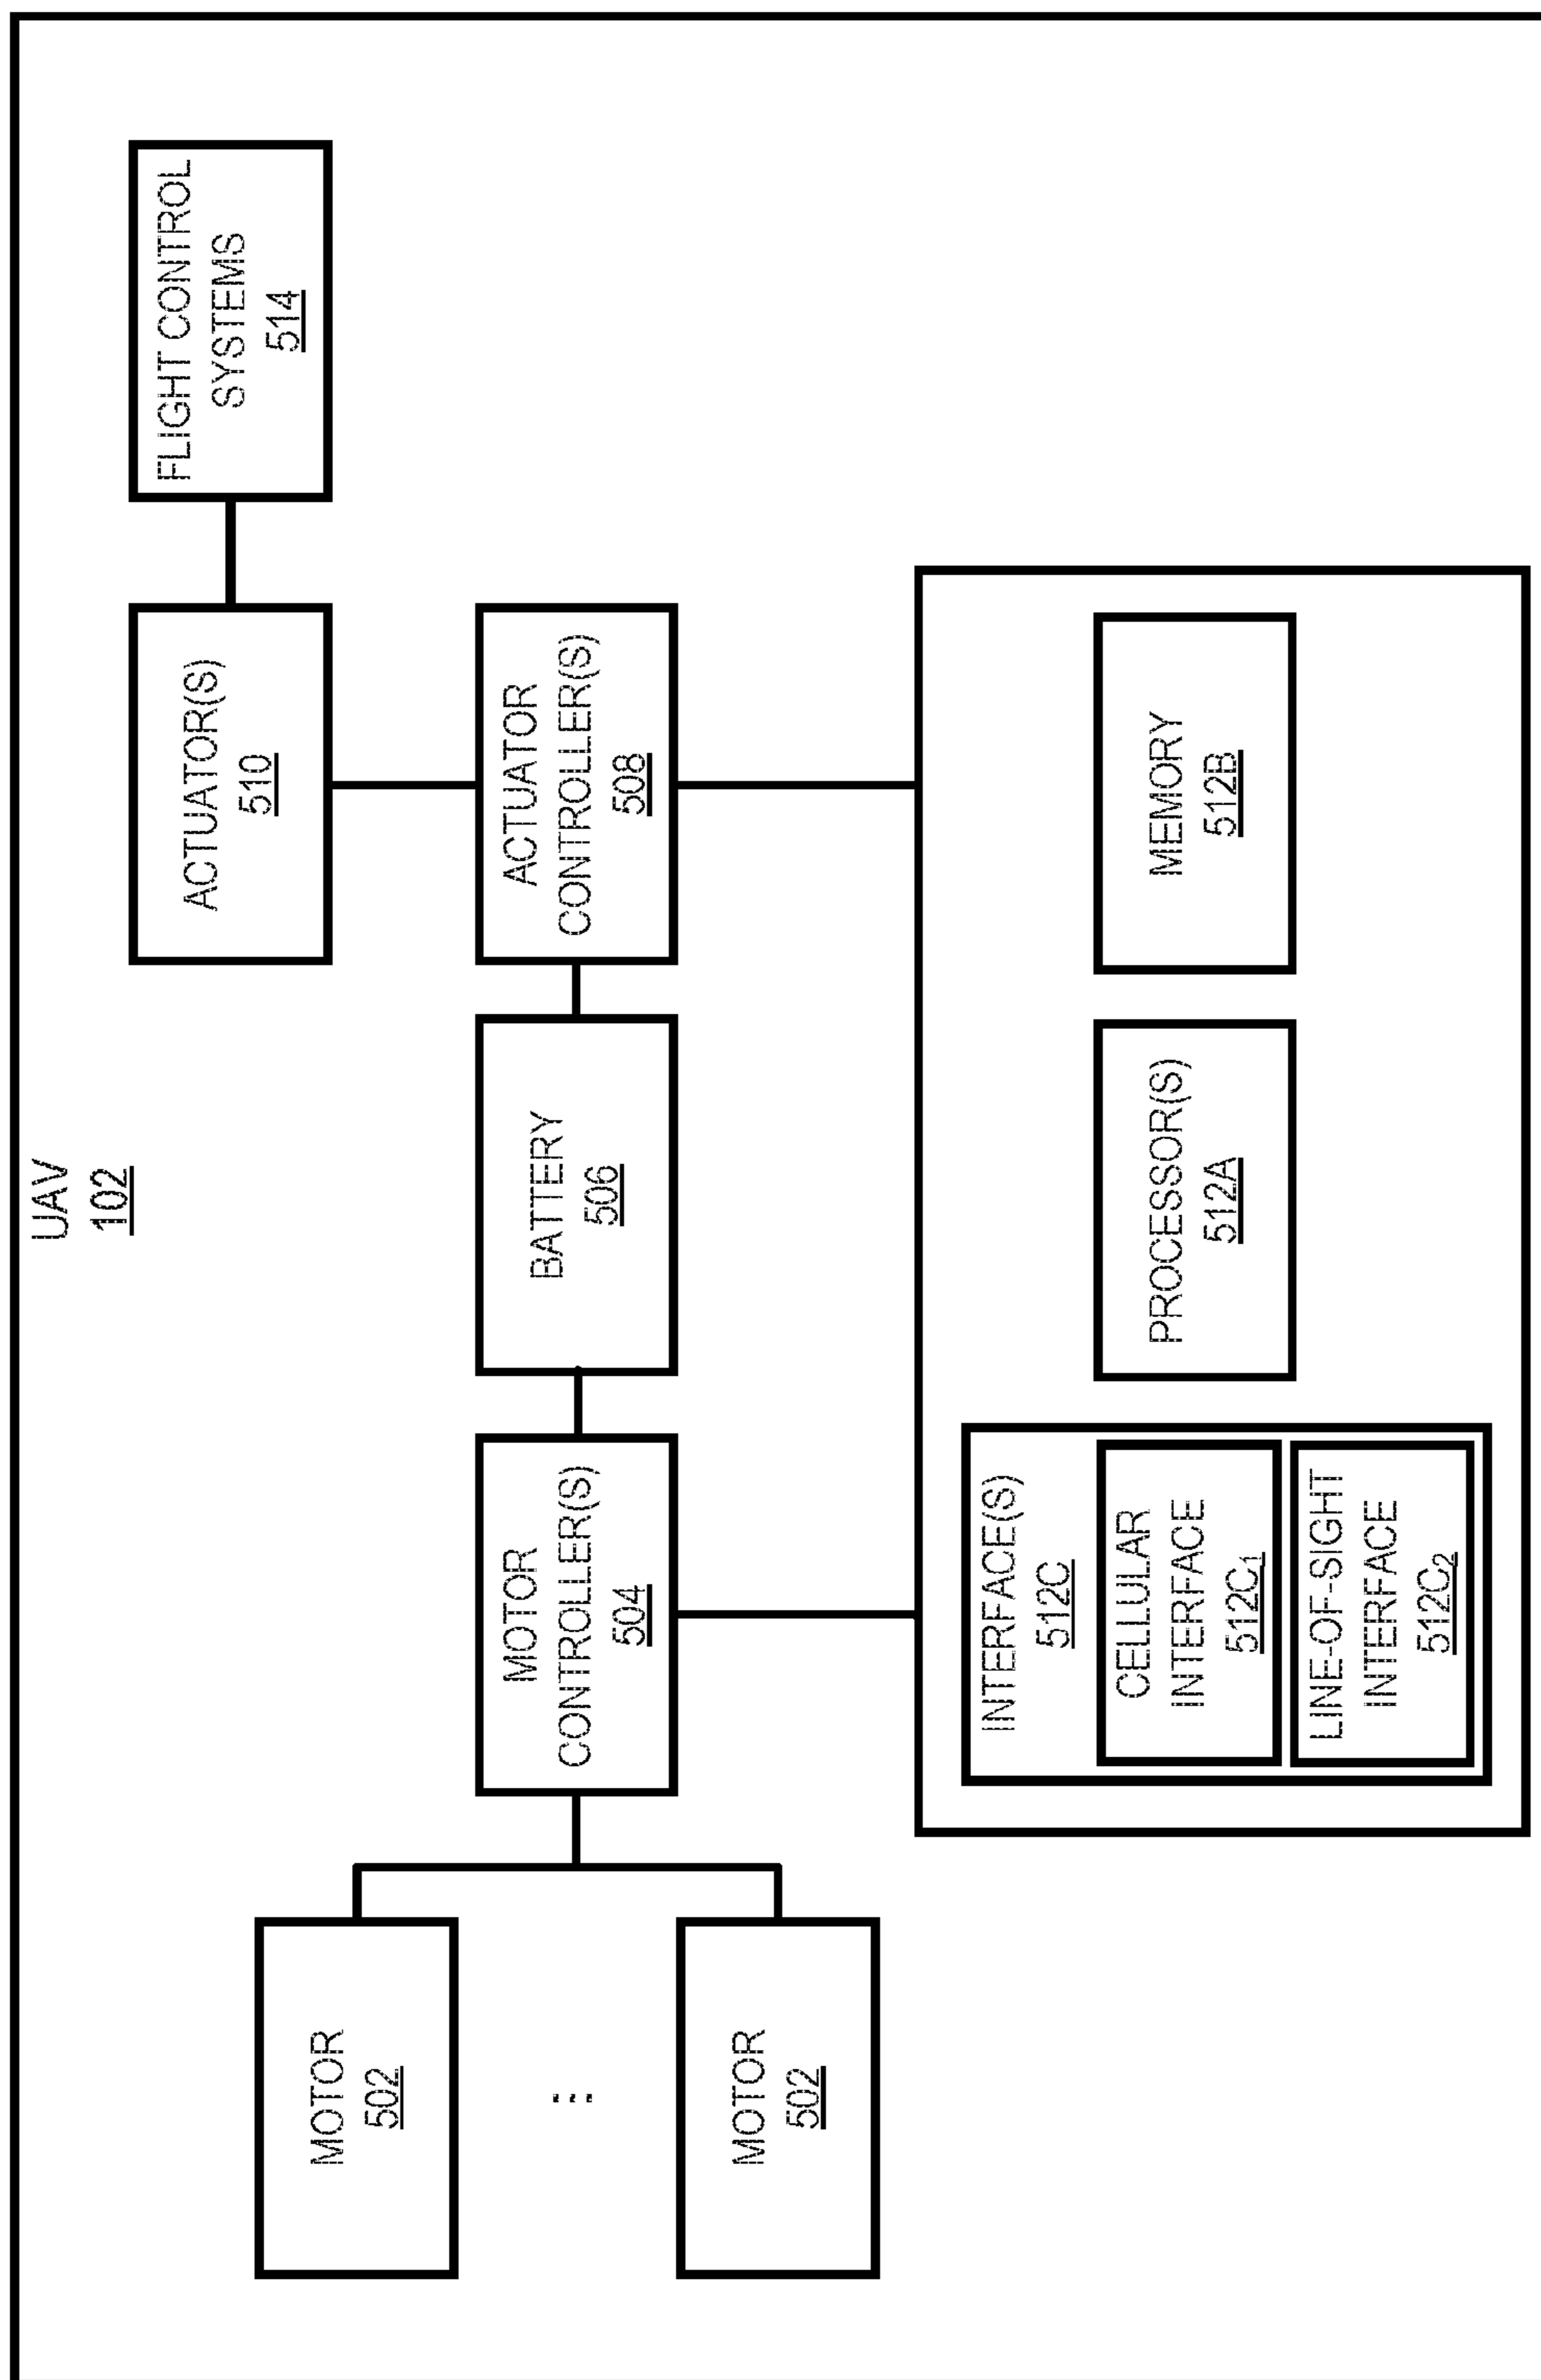 UAV
102
MOTOR
502
...
MOTOR
502
MOTOR
CONTROLLER(S)
504
BATTERY
506
ACTUATOR
CONTROLLER(S)
508
ACTUATOR(S)
510
FLIGHT CONTROL
SYSTEMS
514
INTERFACE(S)
512C
CELLULAR
INTERFACE
512C1
LINE-OF-SIGHT
INTERFACE
512C2
PROCESSOR(S)
512A
MEMORY
512B